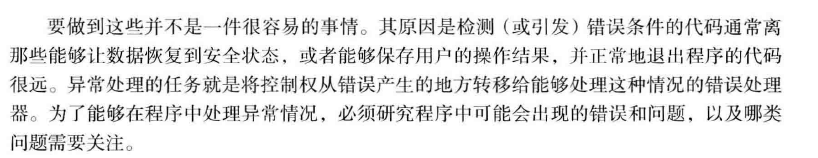 要做到这些并不是一件很容易的事情。其原因是检测（或引发）错误条件的代码通常离
那些能够让数据恢复到安全状态，或者能够保存用户的操作结果，并正常地退出程序的代码
很远。异常处理的任务就是将控制权从错误产生的地方转移给能够处理这种情况的错误处理
器。为了能够在程序中处理异常情况，必须研究程序中可能会出现的错误和问题，以及哪类
问题需要关注。